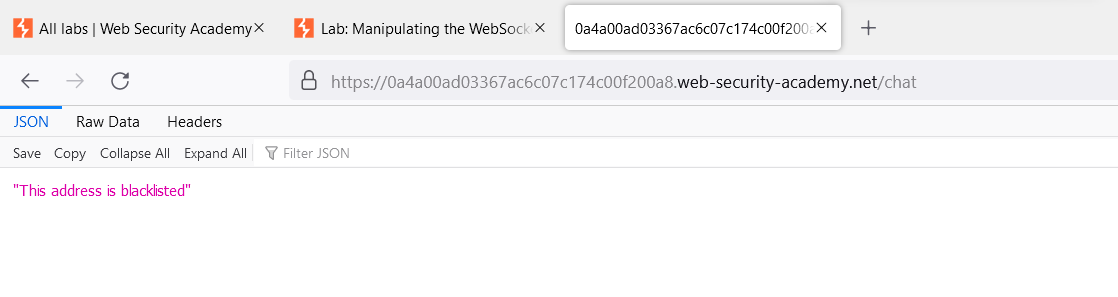 All labs | Web Security Academy
Lab: Manipulating the WebSock
0a4a00ad03367ac6c07c174c00f200a
https://0a4a00ad03367ac6c07c174c00f200a8.web-security-academy.net/chat
JSON Raw Data Headers
Save Copy Collapse All Expand All Filter JSON
"This address is blacklisted"